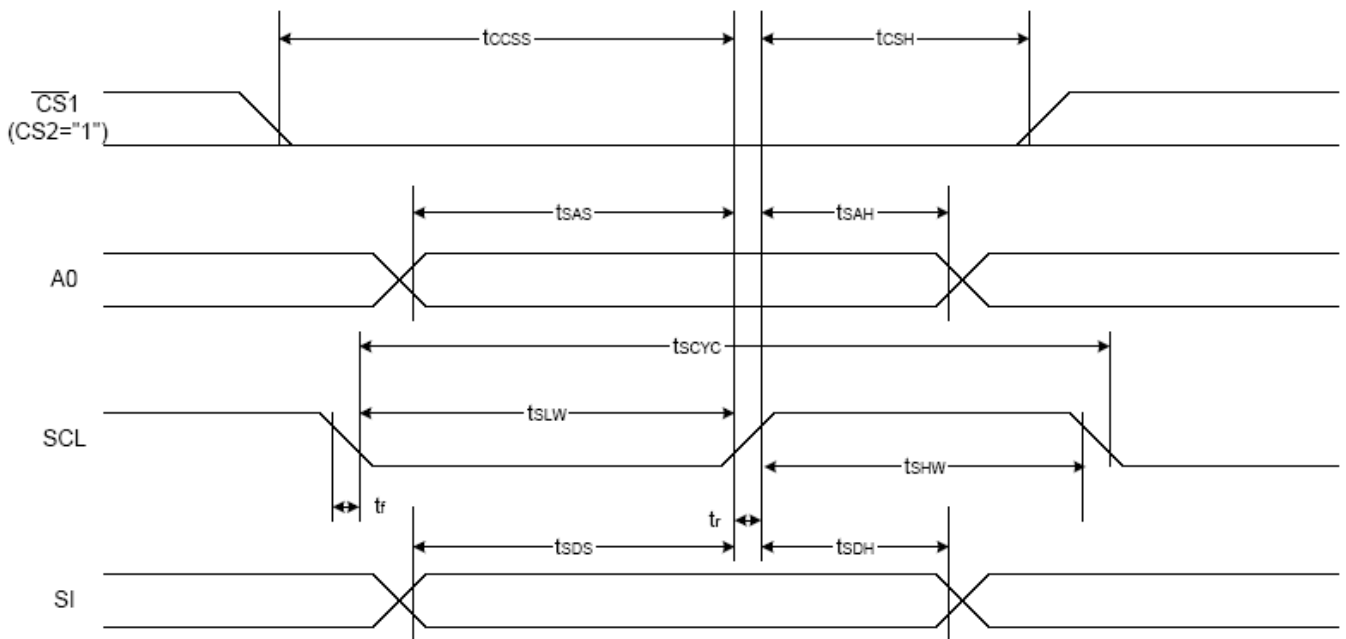 tCCSS
tCSH
CS1
(CS2="1")
tSAS
tSAH
A0
tSCYC
tSLW
SCL
tSHW
tf
tr
tSDS
tSDH
SI